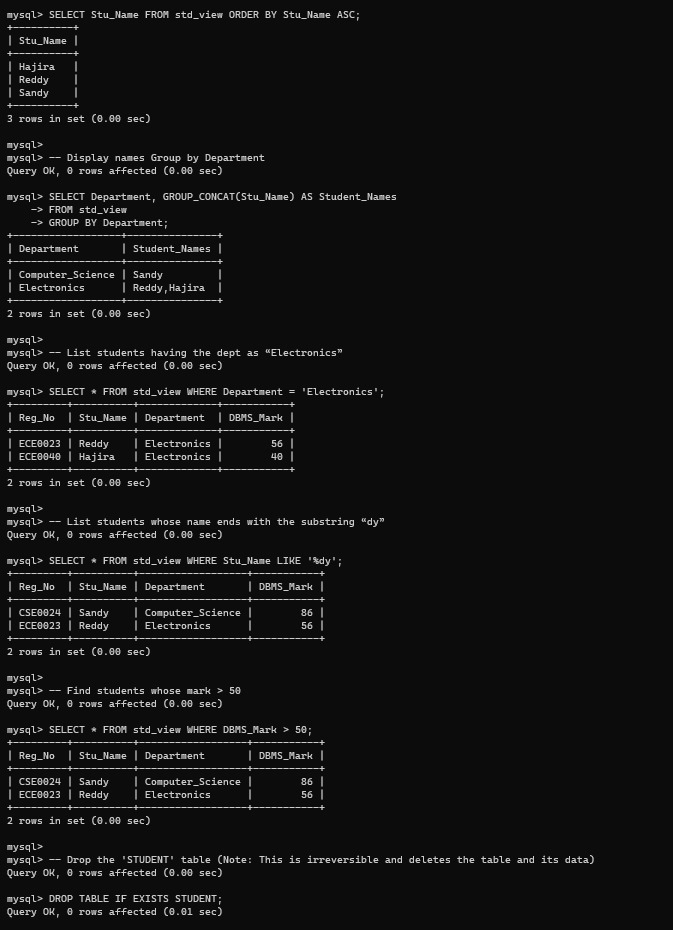 mysql> SELECT Stu_Name FROM std_view ORDER BY Stu_Name ASC;
+----------+
| Stu_Name |
+----------+
| Hajira   |
| Reddy    |
| Sandy    |
+----------+
3 rows in set (0.00 sec)

mysql>
mysql> -- Display names Group by Department
Query OK, 0 rows affected (0.00 sec)

mysql> SELECT Department, GROUP_CONCAT(Stu_Name) AS Student_Names
    -> FROM std_view
    -> GROUP BY Department;
+------------------+---------------+
| Department       | Student_Names |
+------------------+---------------+
| Computer_Science | Sandy         |
| Electronics      | Reddy,Hajira  |
+------------------+---------------+
2 rows in set (0.00 sec)

mysql>
mysql> -- List students having the dept as “Electronics”
Query OK, 0 rows affected (0.00 sec)

mysql> SELECT * FROM std_view WHERE Department = 'Electronics';
+---------+----------+-------------+-----------+
| Reg_No  | Stu_Name | Department  | DBMS_Mark |
+---------+----------+-------------+-----------+
| ECE0023 | Reddy    | Electronics |        56 |
| ECE0040 | Hajira   | Electronics |        40 |
+---------+----------+-------------+-----------+
2 rows in set (0.00 sec)

mysql>
mysql> -- List students whose name ends with the substring “dy”
Query OK, 0 rows affected (0.00 sec)

mysql> SELECT * FROM std_view WHERE Stu_Name LIKE '%dy';
+---------+----------+------------------+-----------+
| Reg_No  | Stu_Name | Department       | DBMS_Mark |
+---------+----------+------------------+-----------+
| CSE0024 | Sandy    | Computer_Science |        86 |
| ECE0023 | Reddy    | Electronics      |        56 |
+---------+----------+------------------+-----------+
2 rows in set (0.00 sec)

mysql>
mysql> -- Find students whose mark > 50
Query OK, 0 rows affected (0.00 sec)

mysql> SELECT * FROM std_view WHERE DBMS_Mark > 50;
+---------+----------+------------------+-----------+
| Reg_No  | Stu_Name | Department       | DBMS_Mark |
+---------+----------+------------------+-----------+
| CSE0024 | Sandy    | Computer_Science |        86 |
| ECE0023 | Reddy    | Electronics      |        56 |
+---------+----------+------------------+-----------+
2 rows in set (0.00 sec)

mysql>
mysql> -- Drop the 'STUDENT' table (Note: This is irreversible and deletes the table and its data)
Query OK, 0 rows affected (0.00 sec)

mysql> DROP TABLE IF EXISTS STUDENT;
Query OK, 0 rows affected (0.01 sec)